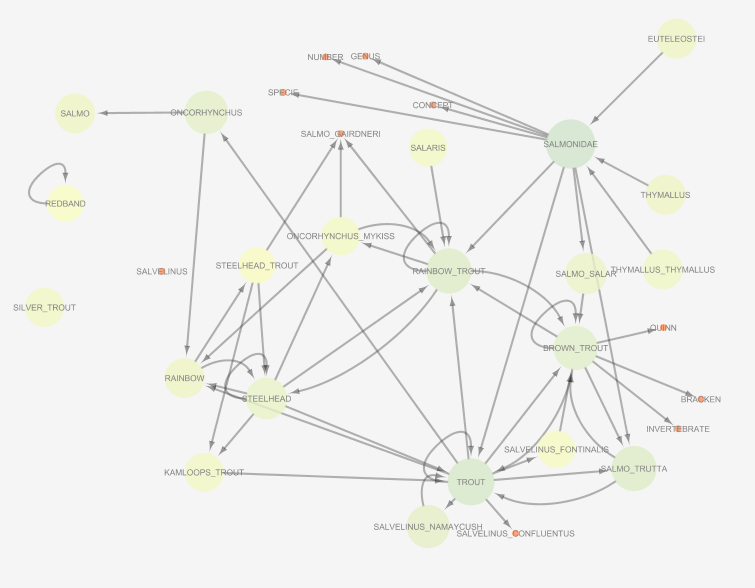 EUTELEOSTEI
NUMBER
GENUS
SPECIE
CONCEPT
SALMO
ONCORHYNCHUS
SALMO_GAIRDNERI
SALARIS
SALMONIDAE
THYMALLUS
REDBAND
ONCORHYNCHUS_MYKISS
SALVELINUS
STEELHEAD_TROUT
RAINBOW_TROUT
SALMO_SALAR
THYMALLUS_THYMALLUS
SILVER_TROUT
QUINN
BROWN_TROUT
RAINBOW
STEELHEAD
BRACKEN
INVERTEBRATE
SALVELINUS_FONTINALIS
KAMLOOPS_TROUT
TROUT
SALMO_TRUTTA
SALVELINUS_NAMAYCUSH
SALVELINUS_CONFLUENTUS